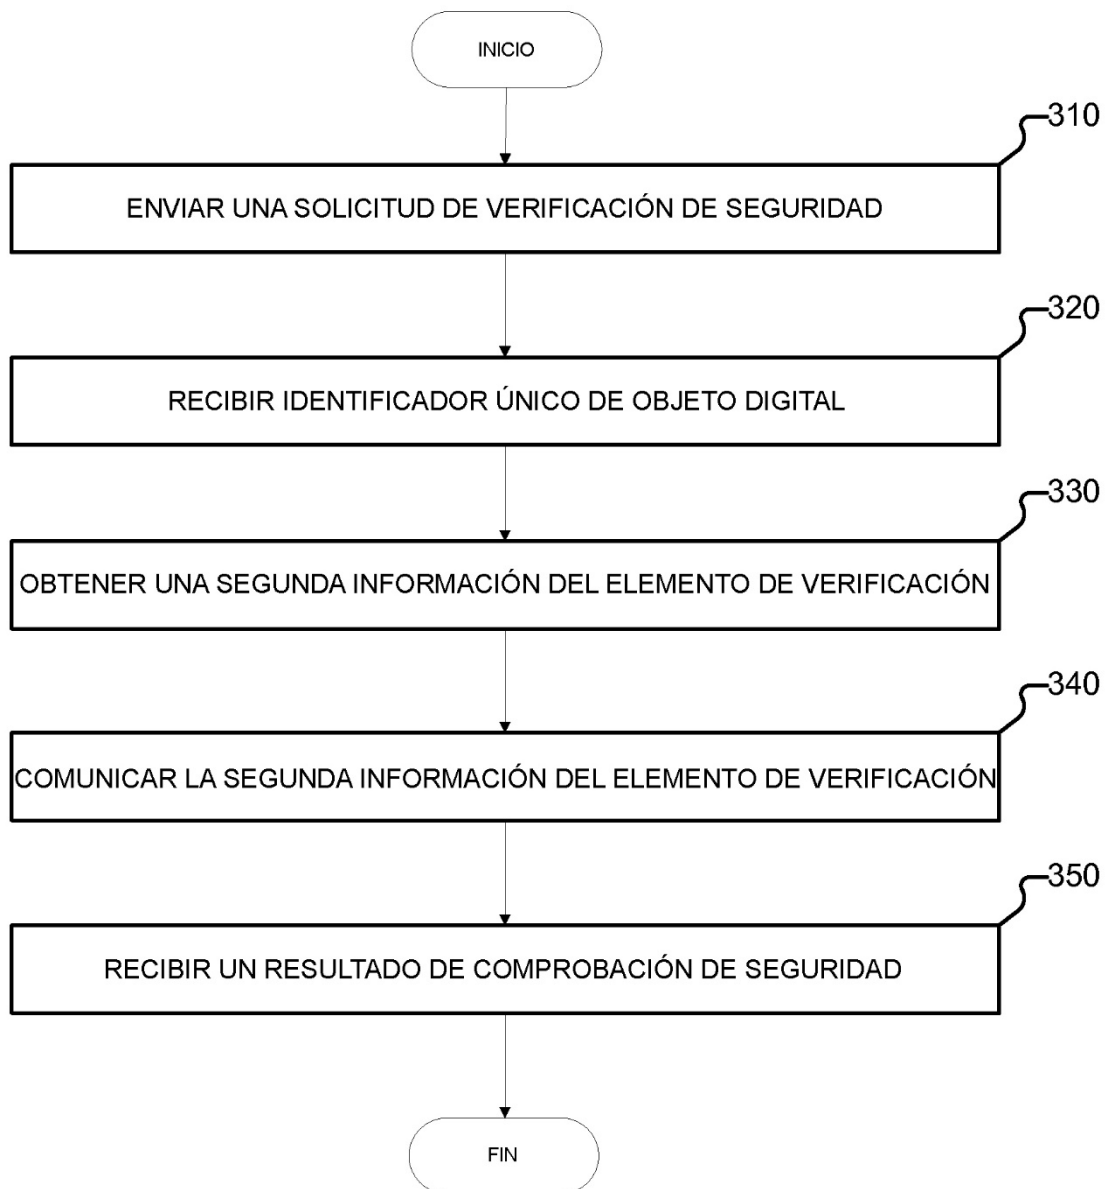 INICIO
310
ENVIAR UNA SOLICITUD DE VERIFICACIÓN DE SEGURIDAD
320
RECIBIR IDENTIFICADOR ÚNICO DE OBJETO DIGITAL
330
OBTENER UNA SEGUNDA INFORMACIÓN DEL ELEMENTO DE VERIFICACIÓN
340
COMUNICAR LA SEGUNDA INFORMACIÓN DEL ELEMENTO DE VERIFICACIÓN
350
RECIBIR UN RESULTADO DE COMPROBACIÓN DE SEGURIDAD
FIN